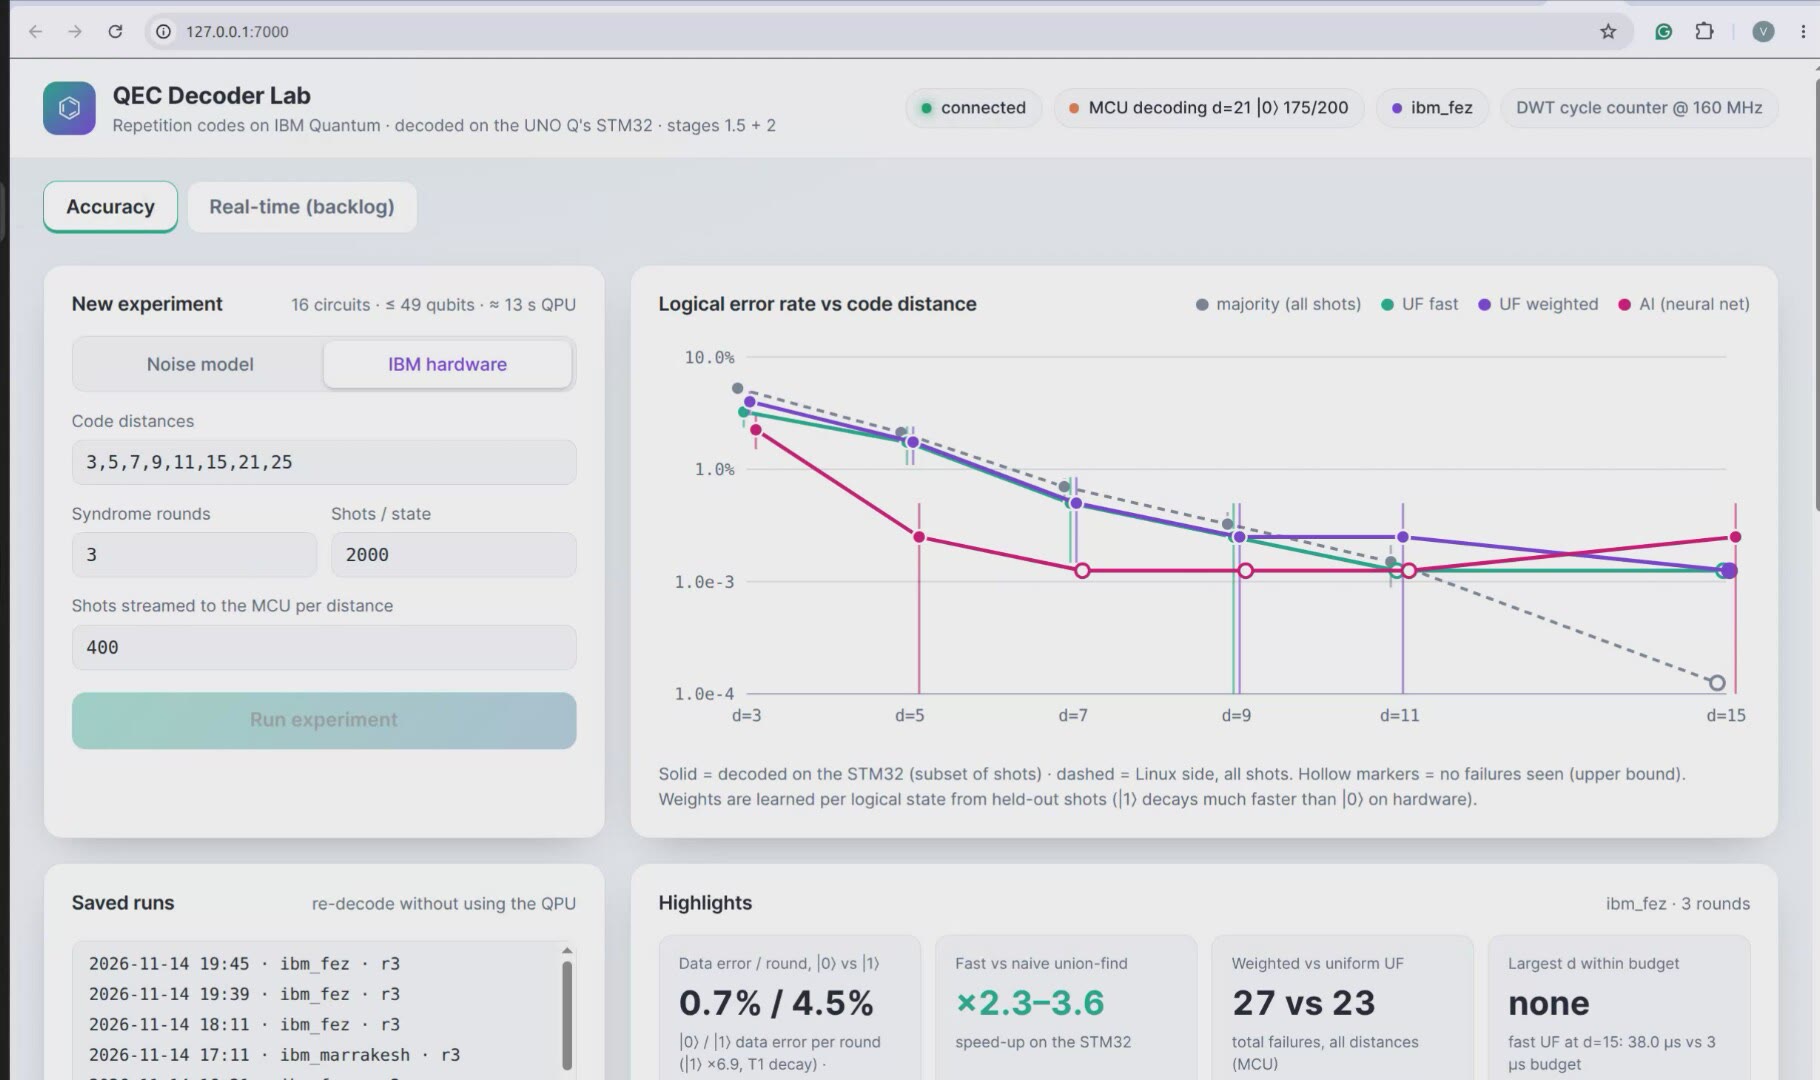 127.0.0.1:7000
V
QEC Decoder Lab
Repetition codes on IBM Quantum · decoded on the UNO Q's STM32 · stages 1.5 + 2
connected
MCU decoding d=21 |0⟩ 175/200
ibm_fez
DWT cycle counter @ 160 MHz
Accuracy
Real-time (backlog)
New experiment
16 circuits · ≤ 49 qubits · ≈ 13 s QPU
Noise model
IBM hardware
Code distances
3,5,7,9,11,15,21,25
Syndrome rounds
Shots / state
3
2000
Shots streamed to the MCU per distance
400
Run experiment
Logical error rate vs code distance
majority (all shots)
UF fast
UF weighted
AI (neural net)
10.0%
1.0%
1.0e-3
1.0e-4
d=3
d=5
d=7
d=9
d=11
d=15
Solid = decoded on the STM32 (subset of shots) · dashed = Linux side, all shots. Hollow markers = no failures seen (upper bound).
Weights are learned per logical state from held-out shots (|1⟩ decays much faster than |0⟩ on hardware).
Saved runs
re-decode without using the QPU
2026-11-14 19:45 · ibm_fez · r3
2026-11-14 19:39 · ibm_fez · r3
2026-11-14 18:11 · ibm_fez · r3
2026-11-14 17:11 · ibm_marrakesh · r3
Highlights
ibm_fez · 3 rounds
Data error / round, |0⟩ vs |1⟩
0.7% / 4.5%
|0⟩ / |1⟩ data error per round
(|1⟩ ×6.9, T1 decay) ·
Fast vs naive union-find
×2.3–3.6
speed-up on the STM32
Weighted vs uniform UF
27 vs 23
total failures, all distances
(MCU)
Largest d within budget
none
fast UF at d=15: 38.0 µs vs 3
µs budget